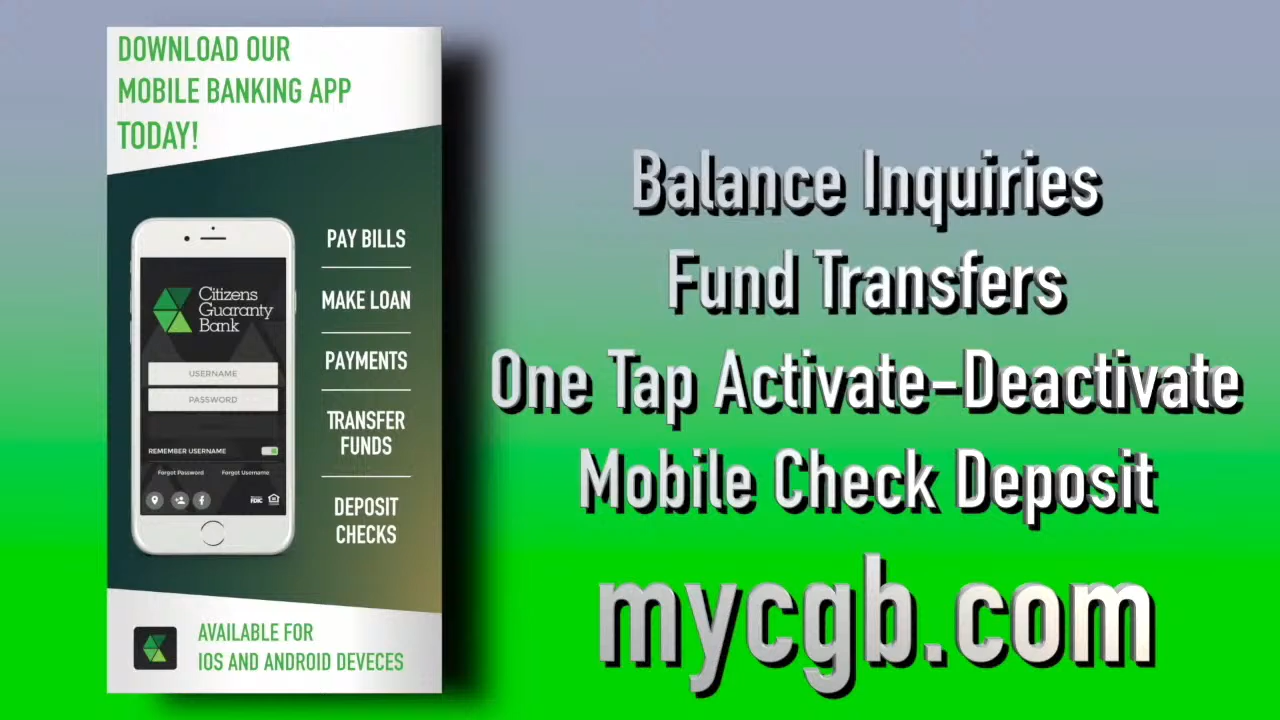 DOWNLOAD OUR
MOBILE BANKING APP
TODAY!
Citizens
Guaranty
Bank
USERNAME
PASSWORD
REMEMBER USERNAME
Forgot Password Forgot Username
FDIC
PAY BILLS
MAKE LOAN
PAYMENTS
TRANSFER
FUNDS
DEPOSIT
CHECKS
AVAILABLE FOR
IOS AND ANDROID DEVECES
Balance Inquiries
Fund Transfers
One Tap Activate-Deactivate
Mobile Check Deposit
mycgb.com